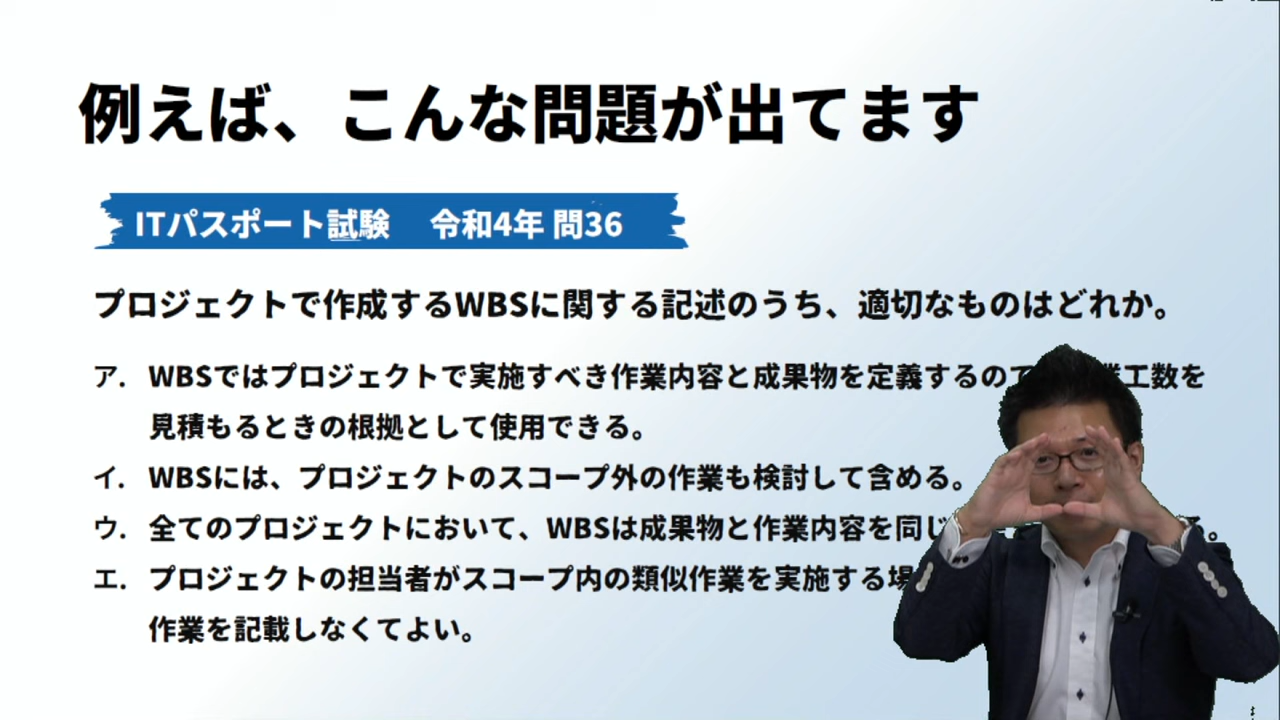 例えば、こんな問題が出てます
ITパスポート試験 令和4年 問36
プロジェクトで作成するWBSに関する記述のうち、適切なものはどれか。
ア. WBSではプロジェクトで実施すべき作業内容と成果物を定義するので 業工数を
見積もるときの根拠として使用できる。
イ. WBSには、プロジェクトのスコープ外の作業も検討して含める。
ウ. 全てのプロジェクトにおいて、WBSは成果物と作業内容を同じ 。
エ. プロジェクトの担当者がスコープ内の類似作業を実施する場
作業を記載しなくてよい。